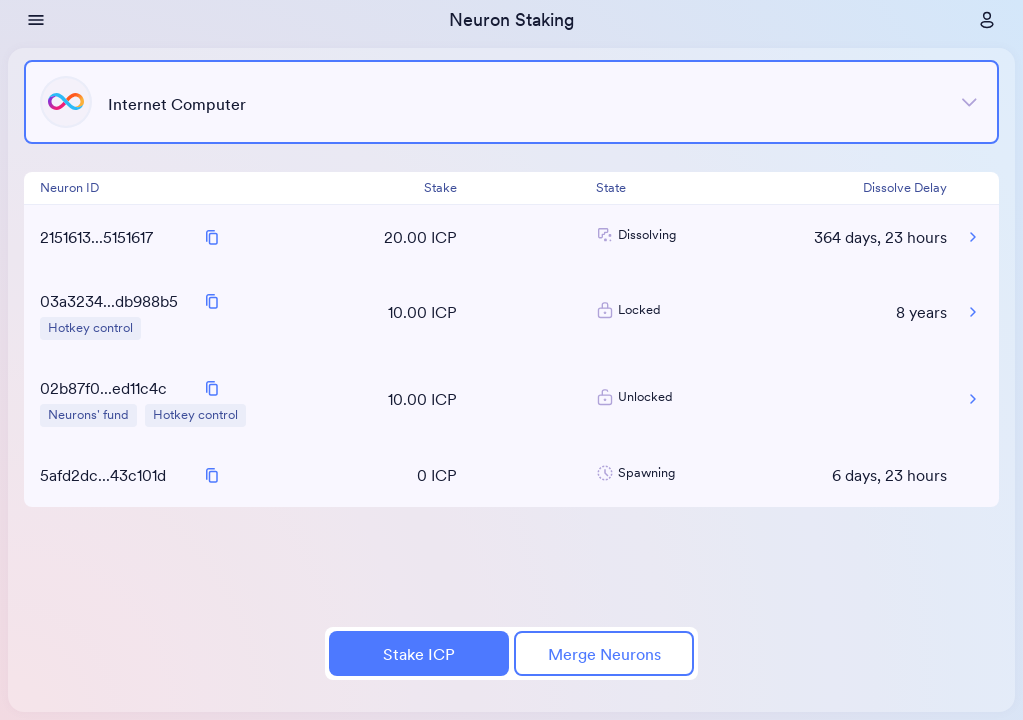 Neuron Staking
Internet Computer
Neuron ID Stake State Dissolve Delay
2151613...5151617 20.00 ICP Dissolving 364 days, 23 hours
03a3234...db988b5 10.00 ICP Locked 8 years
Hotkey control
02b87f0...ed11c4c 10.00 ICP Unlocked
Neurons' fund Hotkey control
5afd2dc...43c101d 0 ICP Spawning 6 days, 23 hours
Stake ICP Merge Neurons